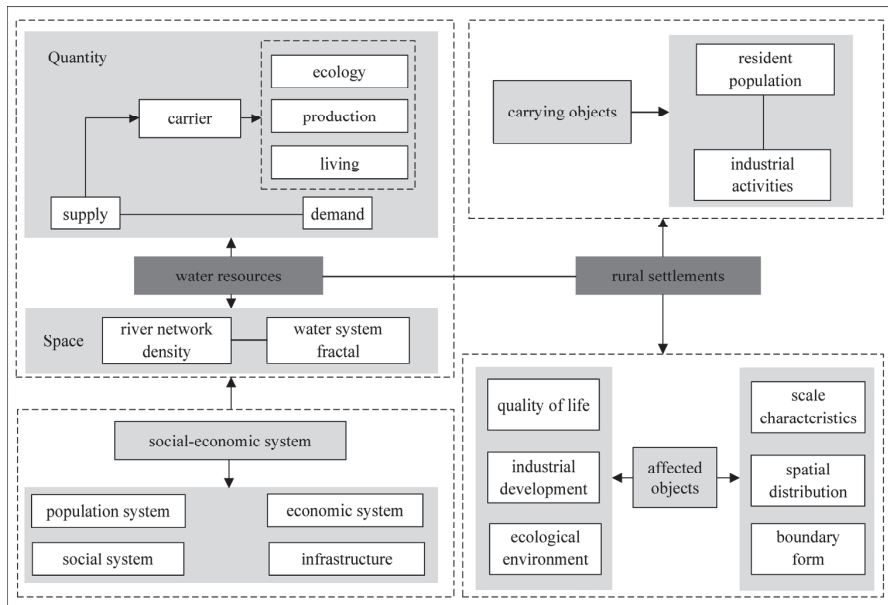 Quantity
ecology
carrier
production
living
supply
demand
water resources
Space
river network
density
water system
fractal
social-economic system
population system
economic system
social system
infrastructure
carrying objects
resident
population
industrial
activities
rural settlements
quality of life
industrial
development
ecological
environment
affected
objects
scale
characteristics
spatial
distribution
boundary
form